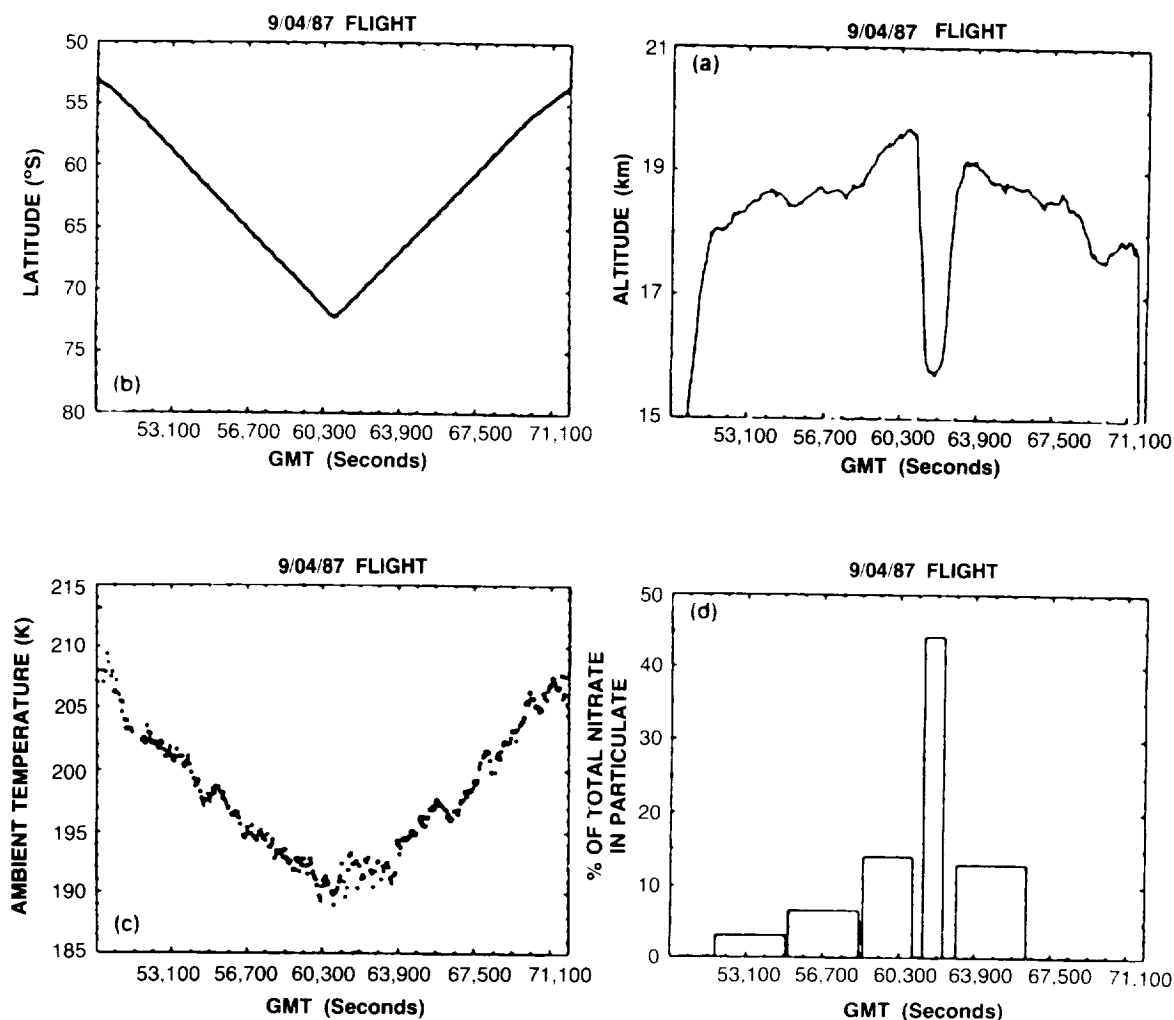 9/04/87 FLIGHT
50
55
60
65
70
75
80
LATITUDE (°S)
(b)
53,100 56,700 60,300 63,900 67,500 71,100
GMT (Seconds)
9/04/87 FLIGHT
21
19
17
15
ALTITUDE (km)
(a)
53,100 56,700 60,300 63,900 67,500 71,100
GMT (Seconds)
9/04/87 FLIGHT
215
210
205
200
195
190
185
AMBIENT TEMPERATURE (K)
(c)
53,100 56,700 60,300 63,900 67,500 71,100
GMT (Seconds)
9/04/87 FLIGHT
50
40
30
20
10
0
% OF TOTAL NITRATE
IN PARTICULATE
(d)
53,100 56,700 60,300 63,900 67,500 71,100
GMT (Seconds)